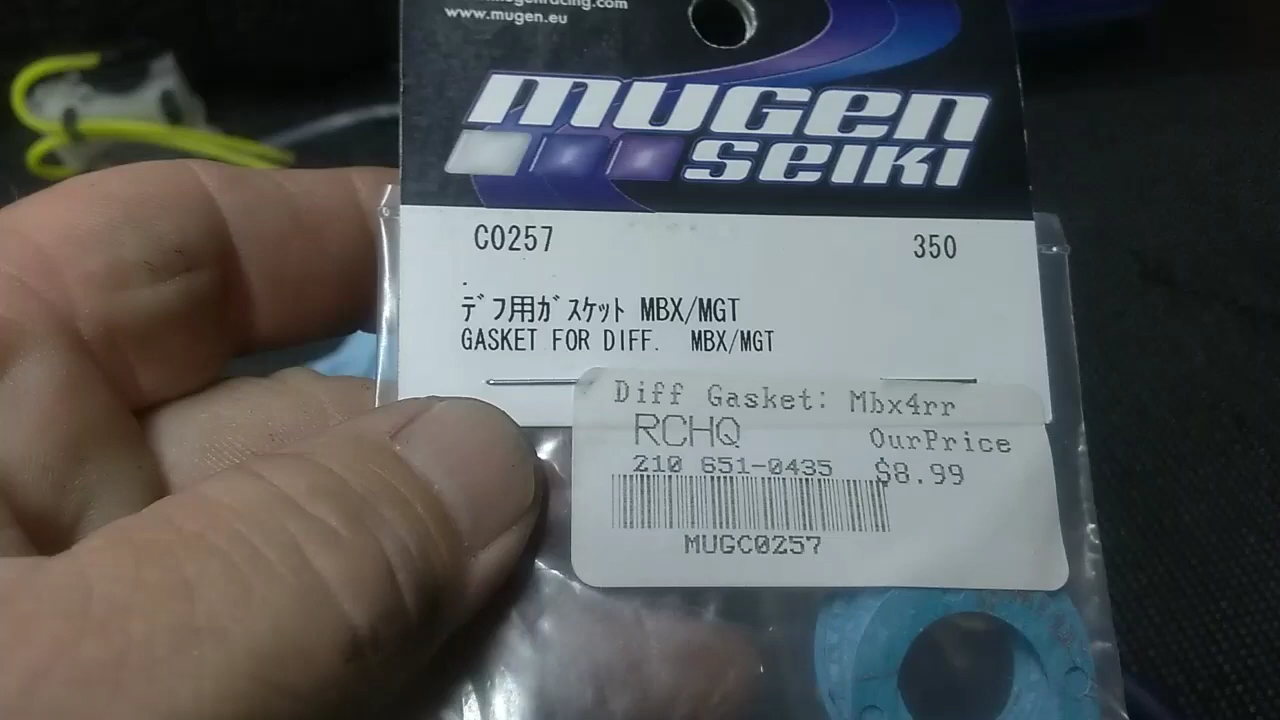 www.mugen.eu
mugen
seiki
C0257 350
デフ用ガスケット MBX/MGT
GASKET FOR DIFF. MBX/MGT
Diff Gasket: Mbx4rr
RCHQ OurPrice
210 651-0435 $8.99
MUGC0257